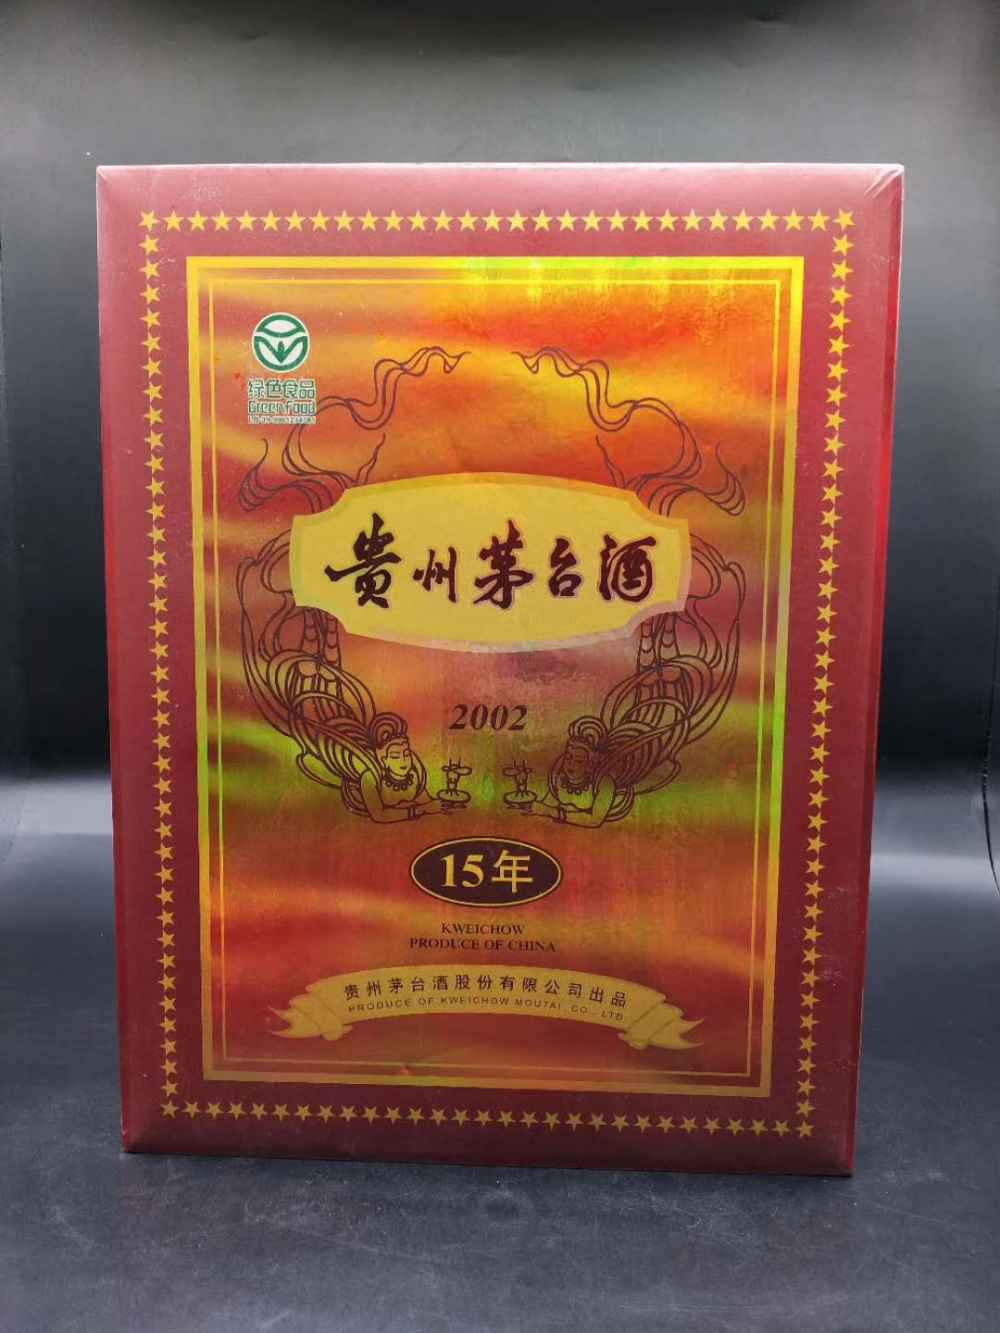 绿色食品
Green food
贵州茅台酒
2002
15年
KWEICHOW
PRODUCE OF CHINA
贵州茅台酒股份有限公司出品
PRODUCE OF KWEICHOW MOUTAI. CO., LTD.